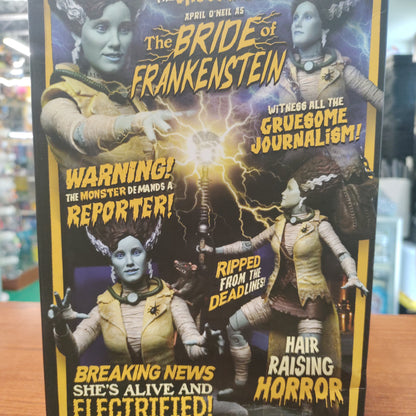 APRIL O'NEIL AS
The BRIDE of
FRANKENSTEIN
WITNESS ALL THE
GRUESOME
JOURNALISM!
WARNING!
THE MONSTER DEMANDS A
REPORTER!
RIPPED
FROM THE
DEADLINES!
BREAKING NEWS
SHE'S ALIVE AND
ELECTRIFIED!
HAIR
RAISING
HORROR